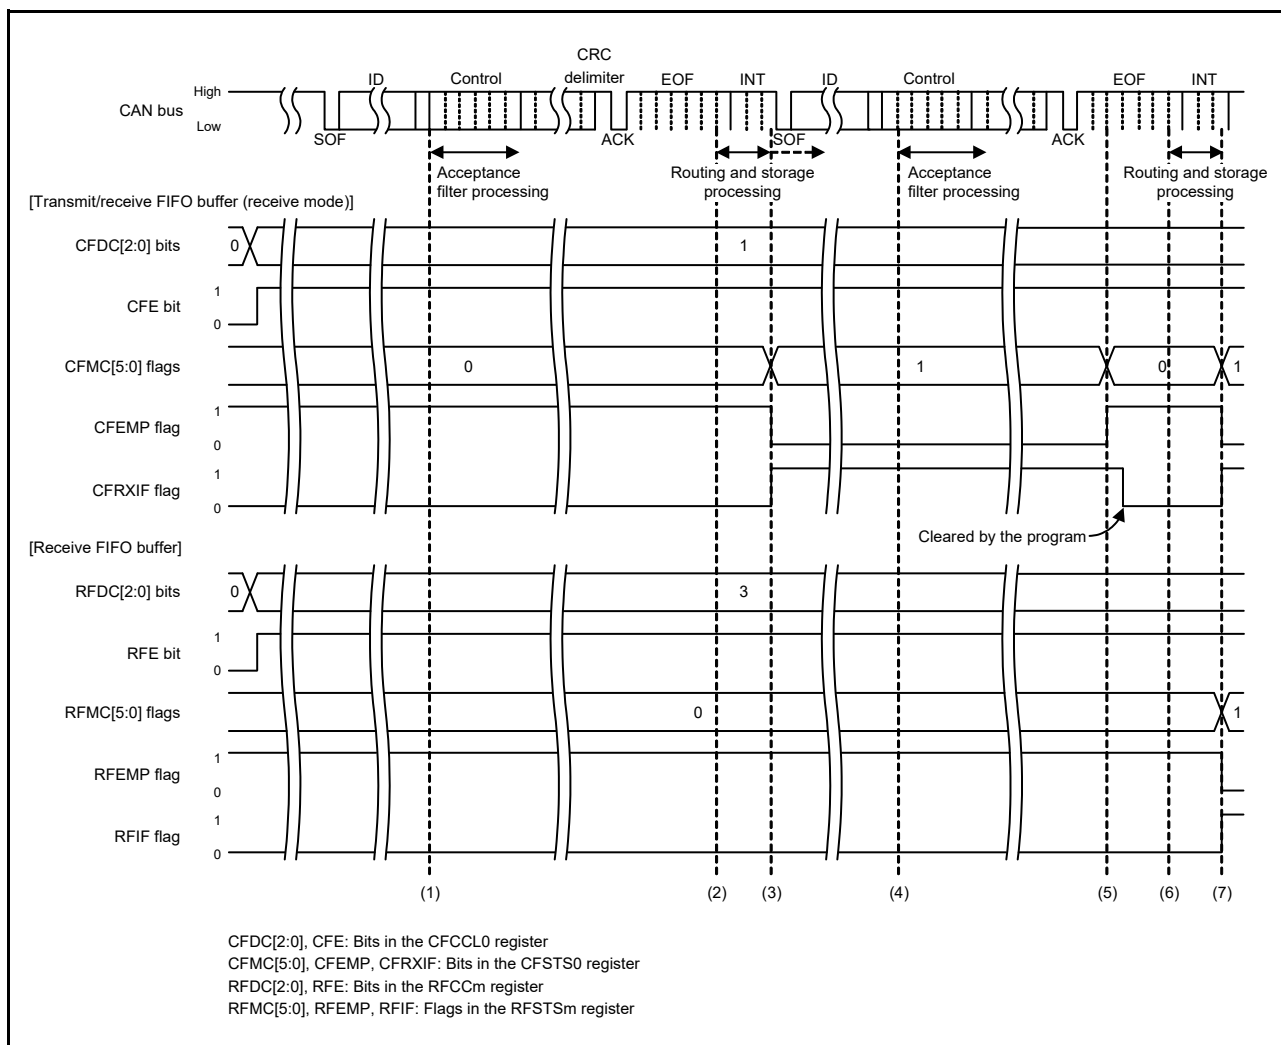 CRC
delimiter
ID
Control
EOF
INT
ID
Control
EOF
INT
High
CAN bus
Low
SOF
ACK
SOF
ACK
Acceptance
filter processing
Routing and storage
processing
Acceptance
filter processing
Routing and storage
processing
[Transmit/receive FIFO buffer (receive mode)]
CFDC[2:0] bits
0
1
CFE bit
1
0
CFMC[5:0] flags
0
1
0
1
CFEMP flag
1
0
CFRXIF flag
1
0
Cleared by the program
[Receive FIFO buffer]
RFDC[2:0] bits
0
3
RFE bit
1
0
RFMC[5:0] flags
0
1
RFEMP flag
1
0
RFIF flag
1
0
(1)
(2)
(3)
(4)
(5)
(6)
(7)
CFDC[2:0], CFE: Bits in the CFCCL0 register
CFMC[5:0], CFEMP, CFRXIF: Bits in the CFSTS0 register
RFDC[2:0], RFE: Bits in the RFCCm register
RFMC[5:0], RFEMP, RFIF: Flags in the RFSTSm register